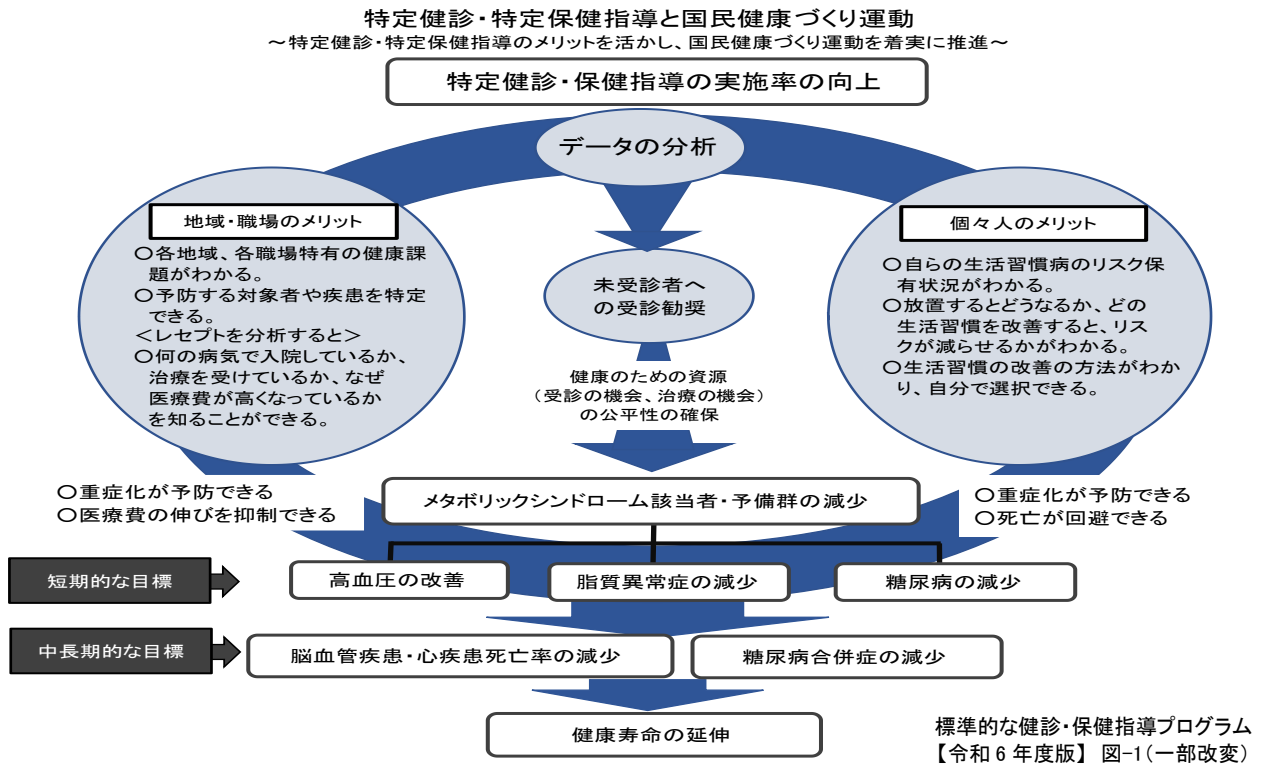 特定健診・特定保健指導と国民健康づくり運動
～特定健診・特定保健指導のメリットを活かし、国民健康づくり運動を着実に推進～
特定健診・保健指導の実施率の向上
データの分析
地域・職場のメリット
○各地域、各職場特有の健康課
題がわかる。
○予防する対象者や疾患を特定
できる。
＜レセプトを分析すると＞
○何の病気で入院しているか、
治療を受けているか、なぜ
医療費が高くなっているか
を知ることができる。
未受診者へ
の受診勧奨
健康のための資源
（受診の機会、治療の機会）
の公平性の確保
個々人のメリット
○自らの生活習慣病のリスク保
有状況がわかる。
○放置するとどうなるか、どの
生活習慣を改善すると、リス
クが減らせるかがわかる。
○生活習慣の改善の方法がわか
り、自分で選択できる。
○重症化が予防できる
○医療費の伸びを抑制できる
メタボリックシンドローム該当者・予備群の減少
○重症化が予防できる
○死亡が回避できる
短期的な目標
高血圧の改善
脂質異常症の減少
糖尿病の減少
中長期的な目標
脳血管疾患・心疾患死亡率の減少
糖尿病合併症の減少
健康寿命の延伸
標準的な健診・保健指導プログラム
【令和６年度版】 図-1（一部改変）